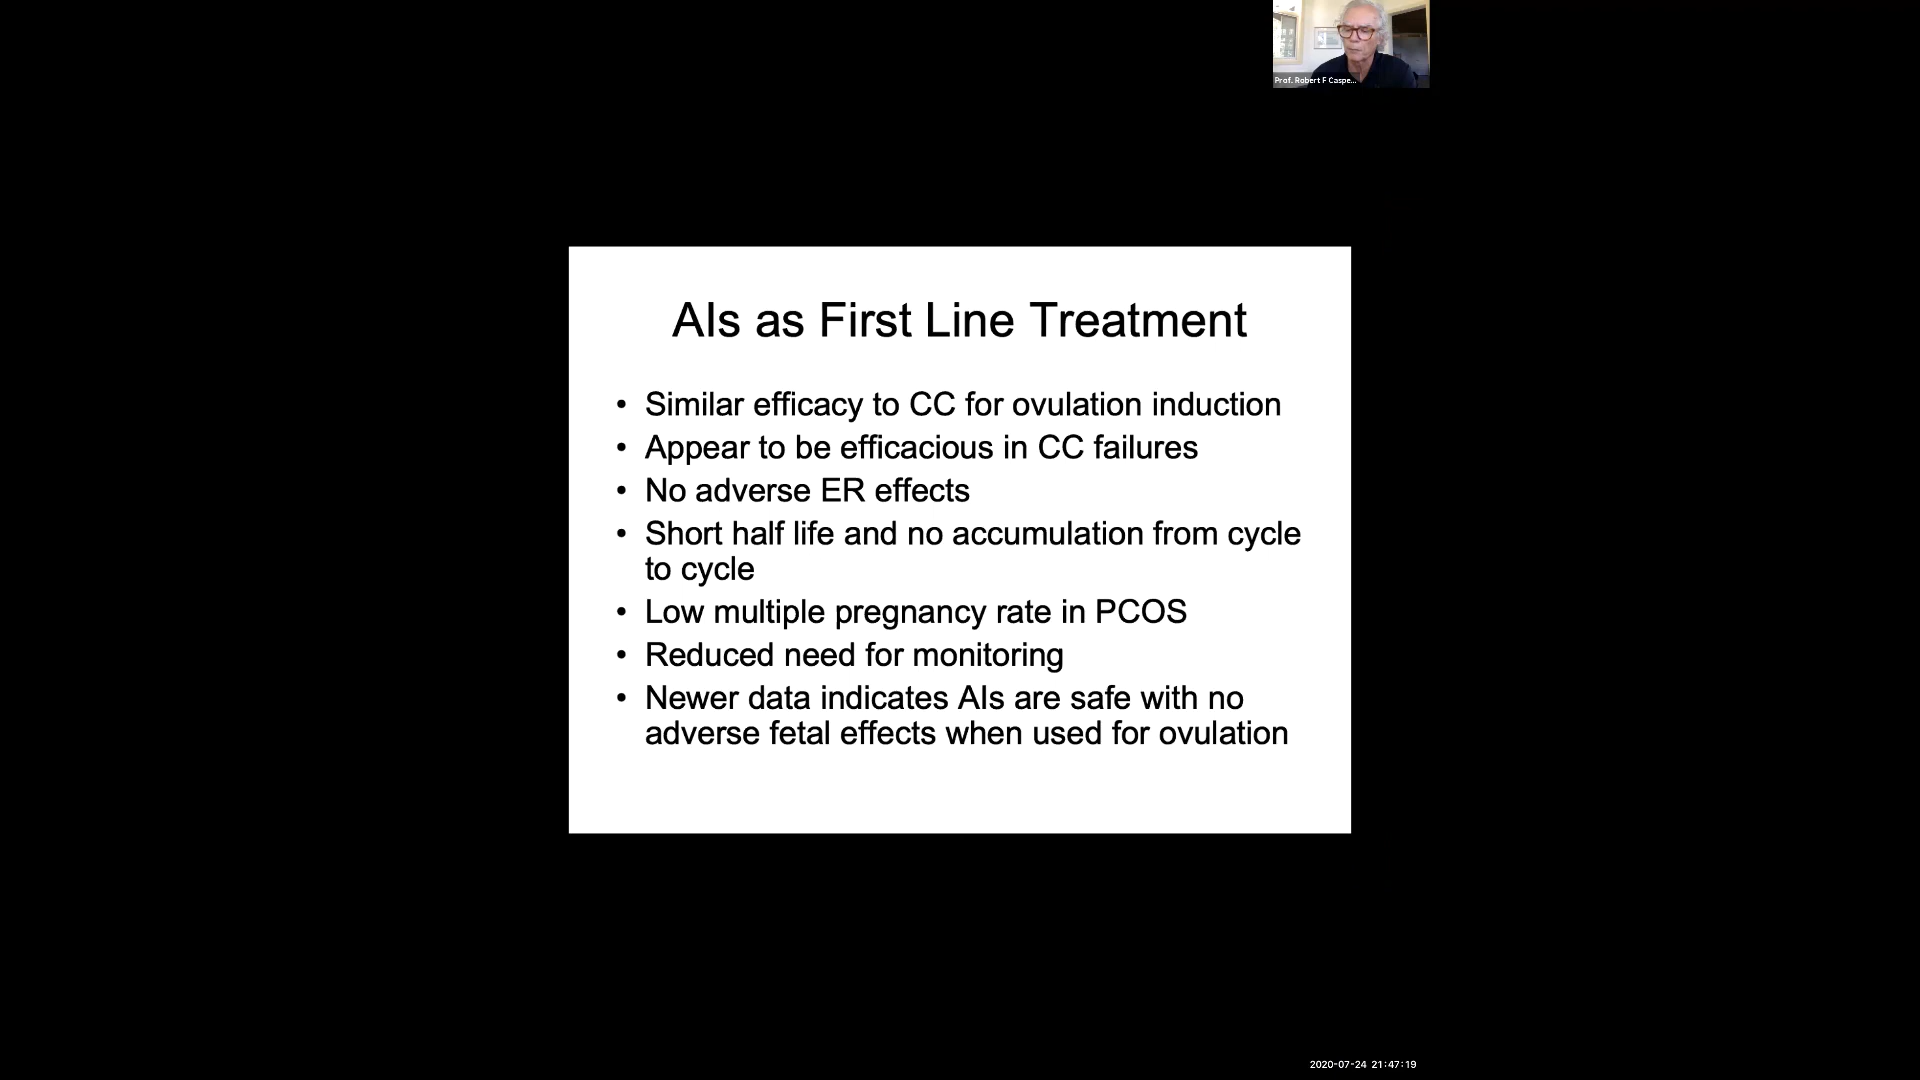 Prof. Robert F Caspe...
AIs as First Line Treatment
• Similar efficacy to CC for ovulation induction
• Appear to be efficacious in CC failures
• No adverse ER effects
• Short half life and no accumulation from cycle
to cycle
• Low multiple pregnancy rate in PCOS
• Reduced need for monitoring
• Newer data indicates AIs are safe with no
adverse fetal effects when used for ovulation
2020-07-24 21:47:19